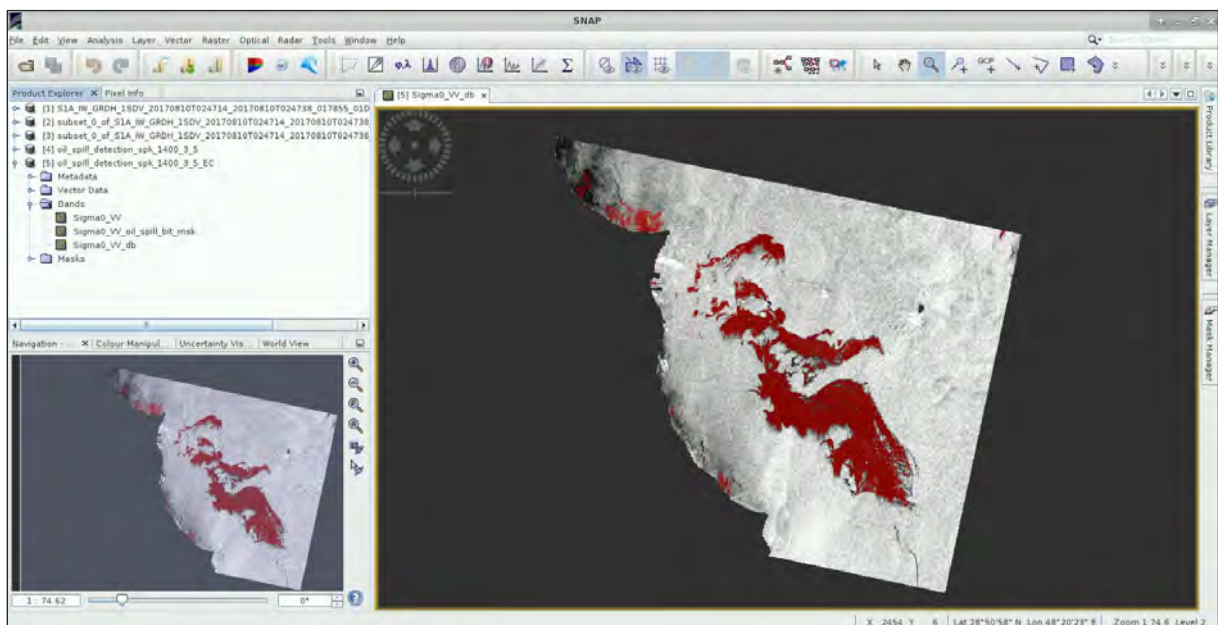 SNAP
File Edit View Analysis Layer Vector Raster Optical Radar Tools Window Help
Product Explorer Pixel Info
[5] Sigma0_VV_db
[1] S1A_IW_GRDH_1SDV_20170810T024714_20170810T024738_017855_01D
[2] subset_0_of_S1A_IW_GRDH_1SDV_20170810T024714_20170810T024738
[3] subset_0_of_S1A_IW_GRDH_1SDV_20170810T024714_20170810T024738
[4] oil_spill_detection_spk_1400_3_5
[5] oil_spill_detection_spk_1400_3_5_EC
Metadata
Vector Data
Bands
Sigma0_VV
Sigma0_VV_oil_spill_bit_msk
Sigma0_VV_db
Masks
Navigation - ... Colour Manipul... Uncertainty Vis... World View
1 : 74.62
0°
Product Library
Layer Manager
Mask Manager
GCP
X 2454 Y 6 Lat 28°50'58" N Lon 48°20'23" E Zoom 1:74.6 Level 2